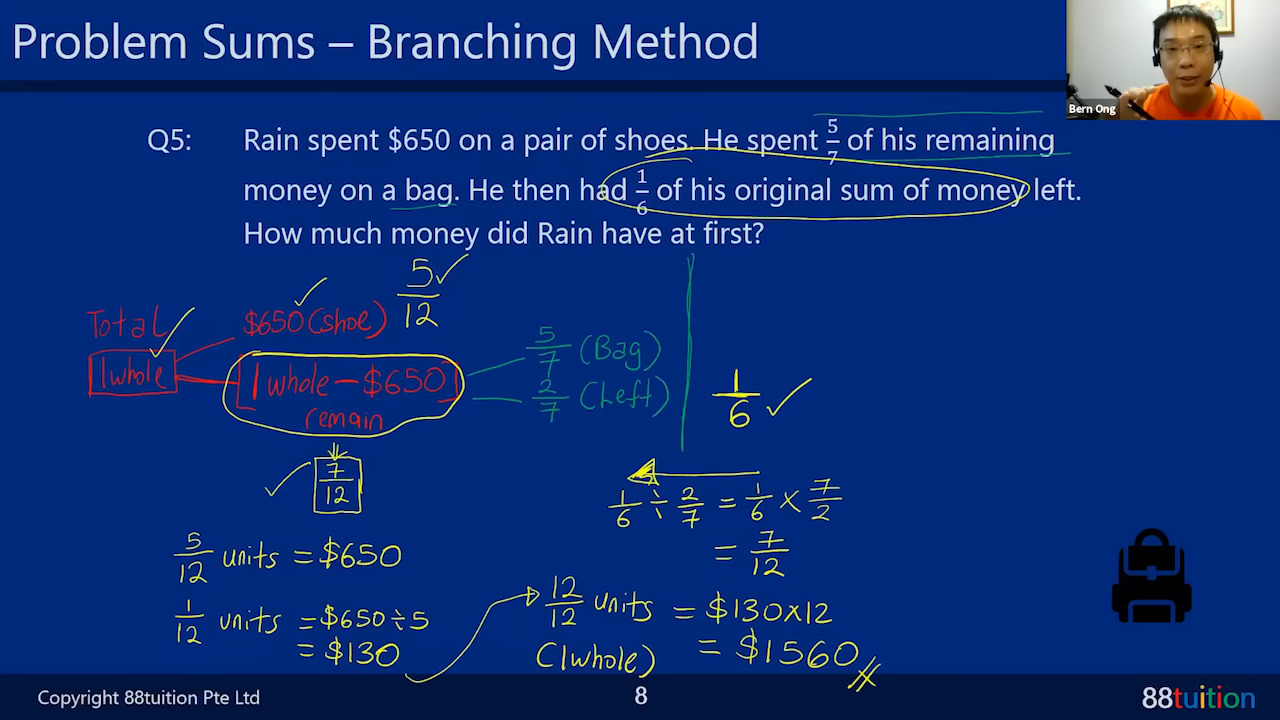 Problem Sums – Branching Method
Bern Ong
Q5: Rain spent $650 on a pair of shoes. He spent 5/7 of his remaining
money on a bag. He then had 1/6 of his original sum of money left.
How much money did Rain have at first?
5/12
Total
$650 (shoe)
1whole
1 whole - $650
remain
5/7 (Bag)
2/7 (Left)
1/6
7/12
1/6 ÷ 2/7 = 1/6 × 7/2
= 7/12
5/12 units = $650
1/12 units = $650 ÷ 5
= $130
12/12 units = $130 × 12
(1whole) = $1560
Copyright 88tuition Pte Ltd
8
88tuition